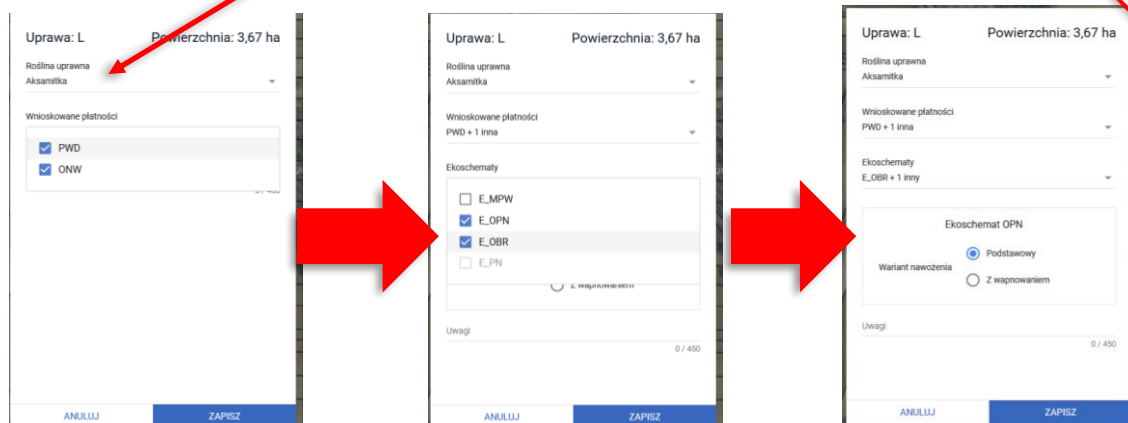 Uprawa: L Powierzchnia: 3,67 ha
Roślina uprawna
Aksamitka
Wnioskowane płatności
PWD
ONW
ANULUJ ZAPISZ
Uprawa: L Powierzchnia: 3,67 ha
Roślina uprawna
Aksamitka
Wnioskowane płatności
PWD + 1 inna
Ekoschematy
E_MPW
E_OPN
E_OBR
E_PN
Z wapnowaniem
Uwagi
0 / 450
ANULUJ ZAPISZ
Uprawa: L Powierzchnia: 3,67 ha
Roślina uprawna
Aksamitka
Wnioskowane płatności
PWD + 1 inna
Ekoschematy
E_OBR + 1 inny
Ekoschemat OPN
Podstawowy
Wariant nawożenia
Z wapnowaniem
Uwagi
0 / 450
ANULUJ ZAPISZ